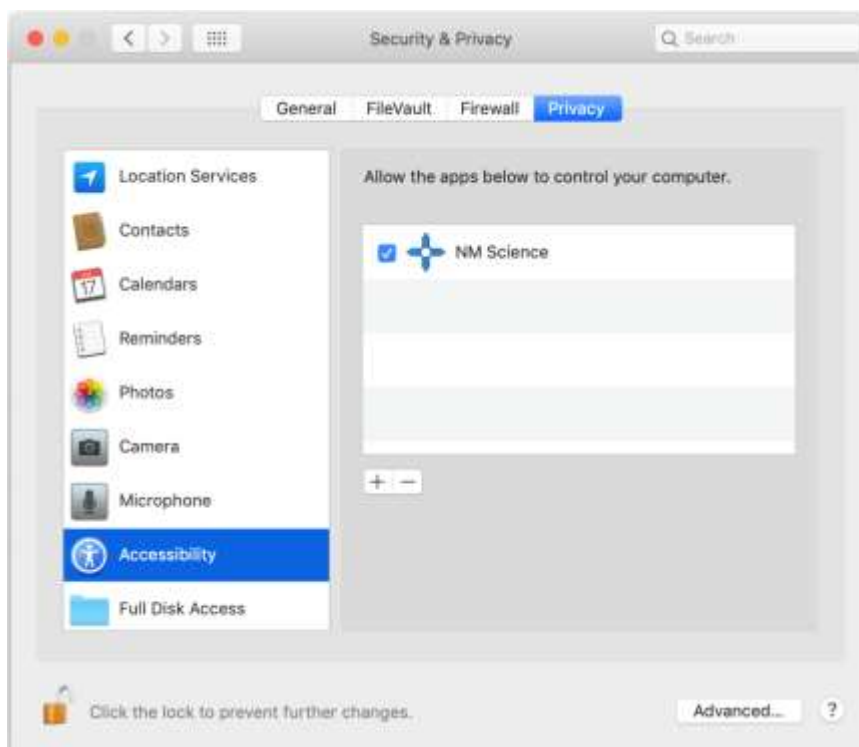 Security & Privacy
Search
General FileVault Firewall Privacy
Location Services
Contacts
17
Calendars
Reminders
Photos
Camera
Microphone
Accessibility
Full Disk Access
Allow the apps below to control your computer.
NM Science
+ −
Click the lock to prevent further changes.
Advanced... ?